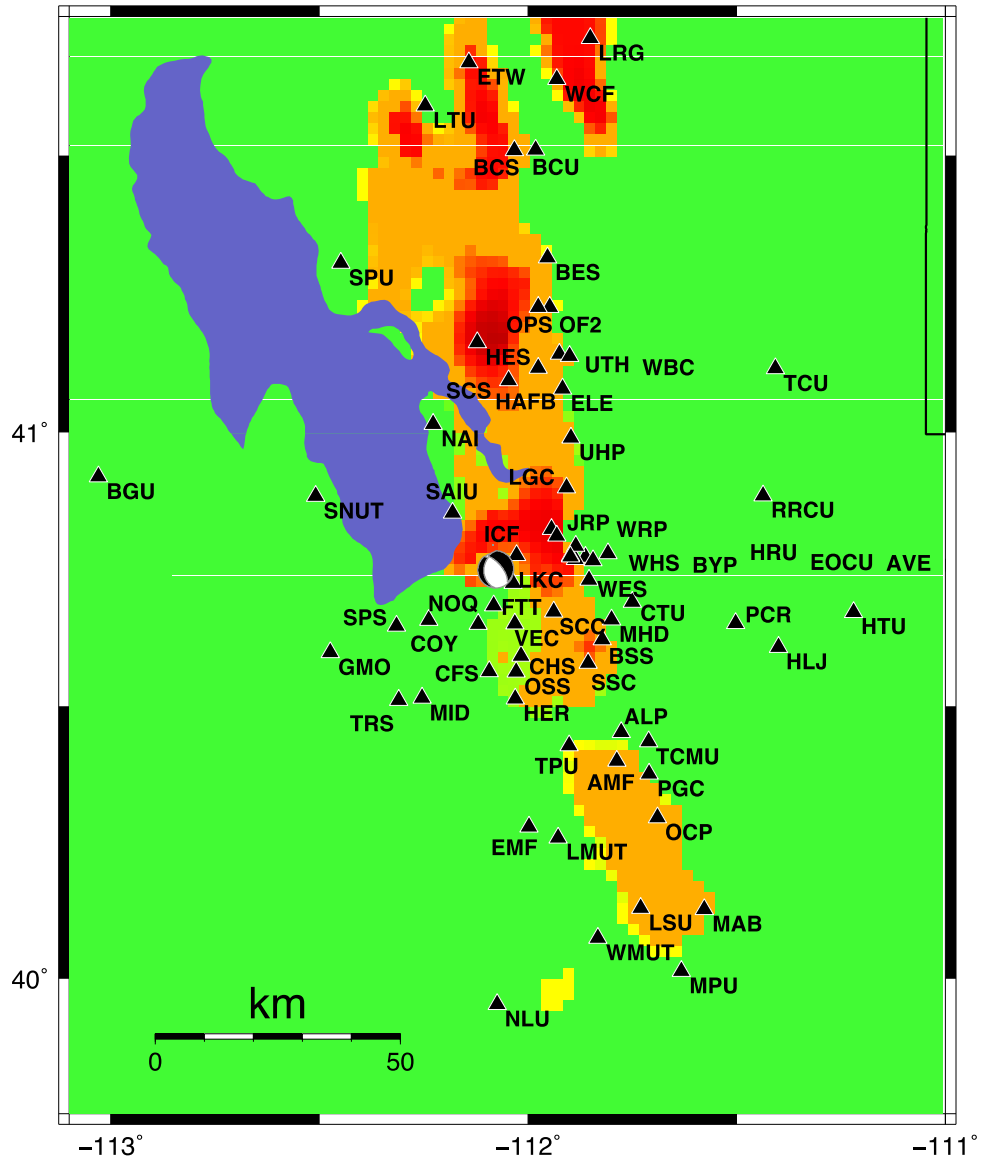 LRG
ETW
WCF
LTU
BCS BCU
BES
SPU
OPS OF2
HES
UTH WBC
TCU
SCS
HAFB
ELE
41°
NAI
UHP
LGC
BGU
SAIU
SNUT
RRCU
JRP WRP
ICF
HRU
WHS BYP
EOCU AVE
LKC
WES
NOQ FTT
CTU
PCR
SPS
SCC
MHD
HTU
COY
VEC
BSS
GMO
CFS
CHS
HLJ
OSS
SSC
TRS
MID
HER
ALP
TPU
TCMU
AMF
PGC
OCP
EMF
LMUT
LSU
MAB
WMUT
40°
MPU
km
NLU
0 50
−113° −112° −111°